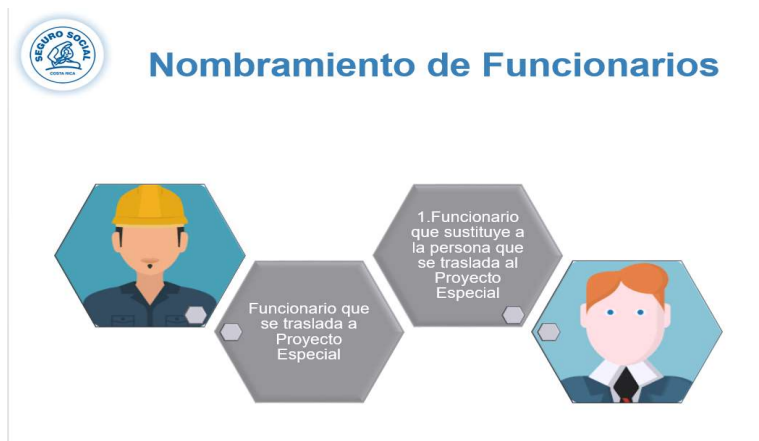 SEGURO SOCIAL
COSTA RICA
Nombramiento de Funcionarios
Funcionario que
se traslada a
Proyecto
Especial
1.Funcionario
que sustituye a
la persona que
se traslada al
Proyecto
Especial